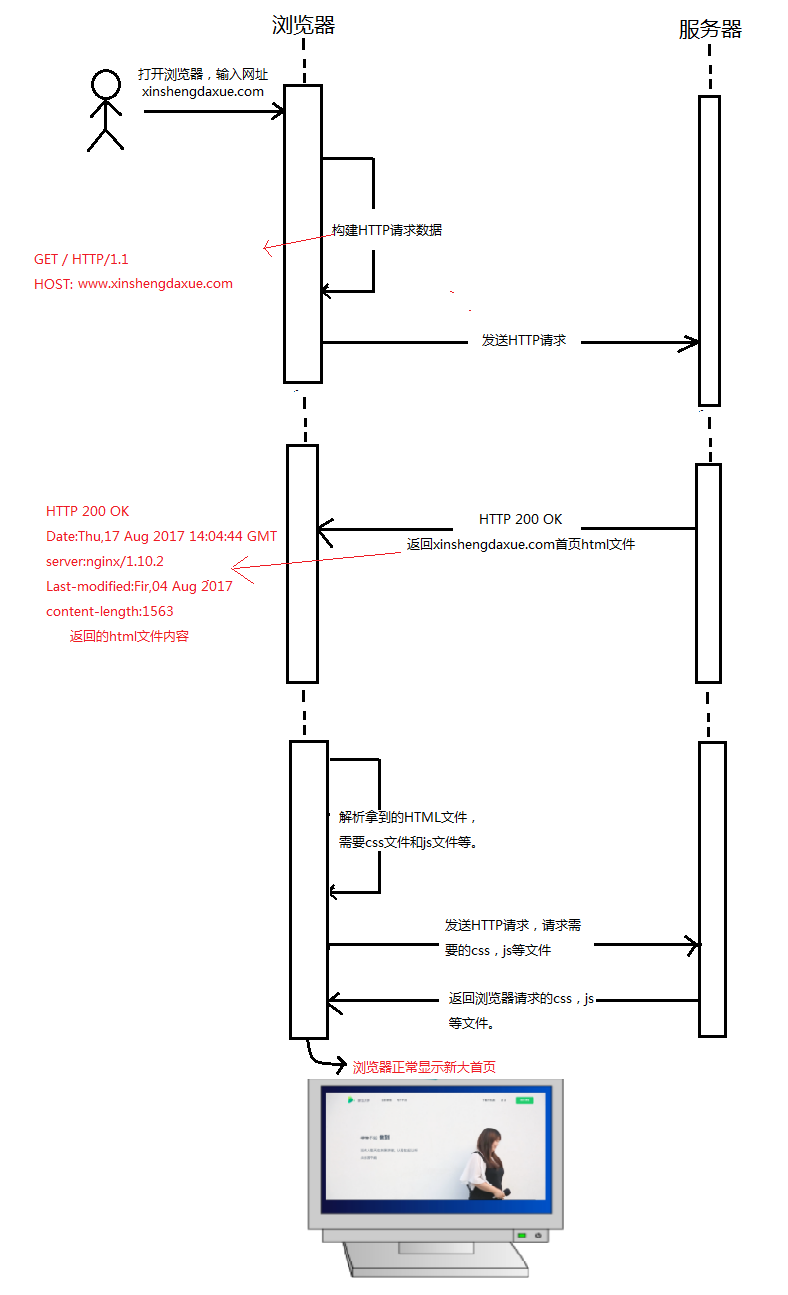 浏览器
服务器
打开浏览器，输入网址
xinshengdaxue.com
构建HTTP请求数据
GET / HTTP/1.1
HOST: www.xinshengdaxue.com
发送HTTP请求
HTTP 200 OK
Date:Thu,17 Aug 2017 14:04:44 GMT
server:nginx/1.10.2
Last-modified:Fir,04 Aug 2017
content-length:1563
返回的html文件内容
HTTP 200 OK
返回xinshengdaxue.com首页html文件
解析拿到的HTML文件，
需要css文件和js文件等。
发送HTTP请求，请求需
要的css，js等文件
返回浏览器请求的css，js
等文件。
浏览器正常显示新大首页